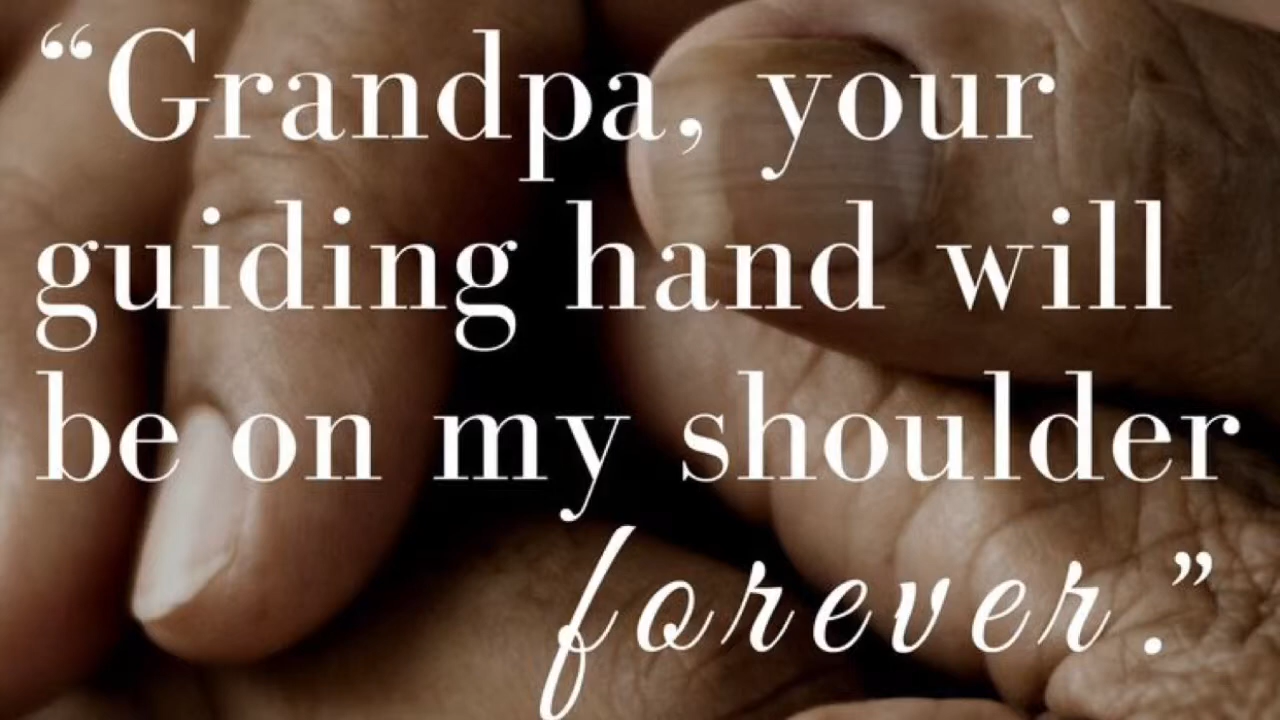 “Grandpa, your
guiding hand will
be on my shoulder
forever.”